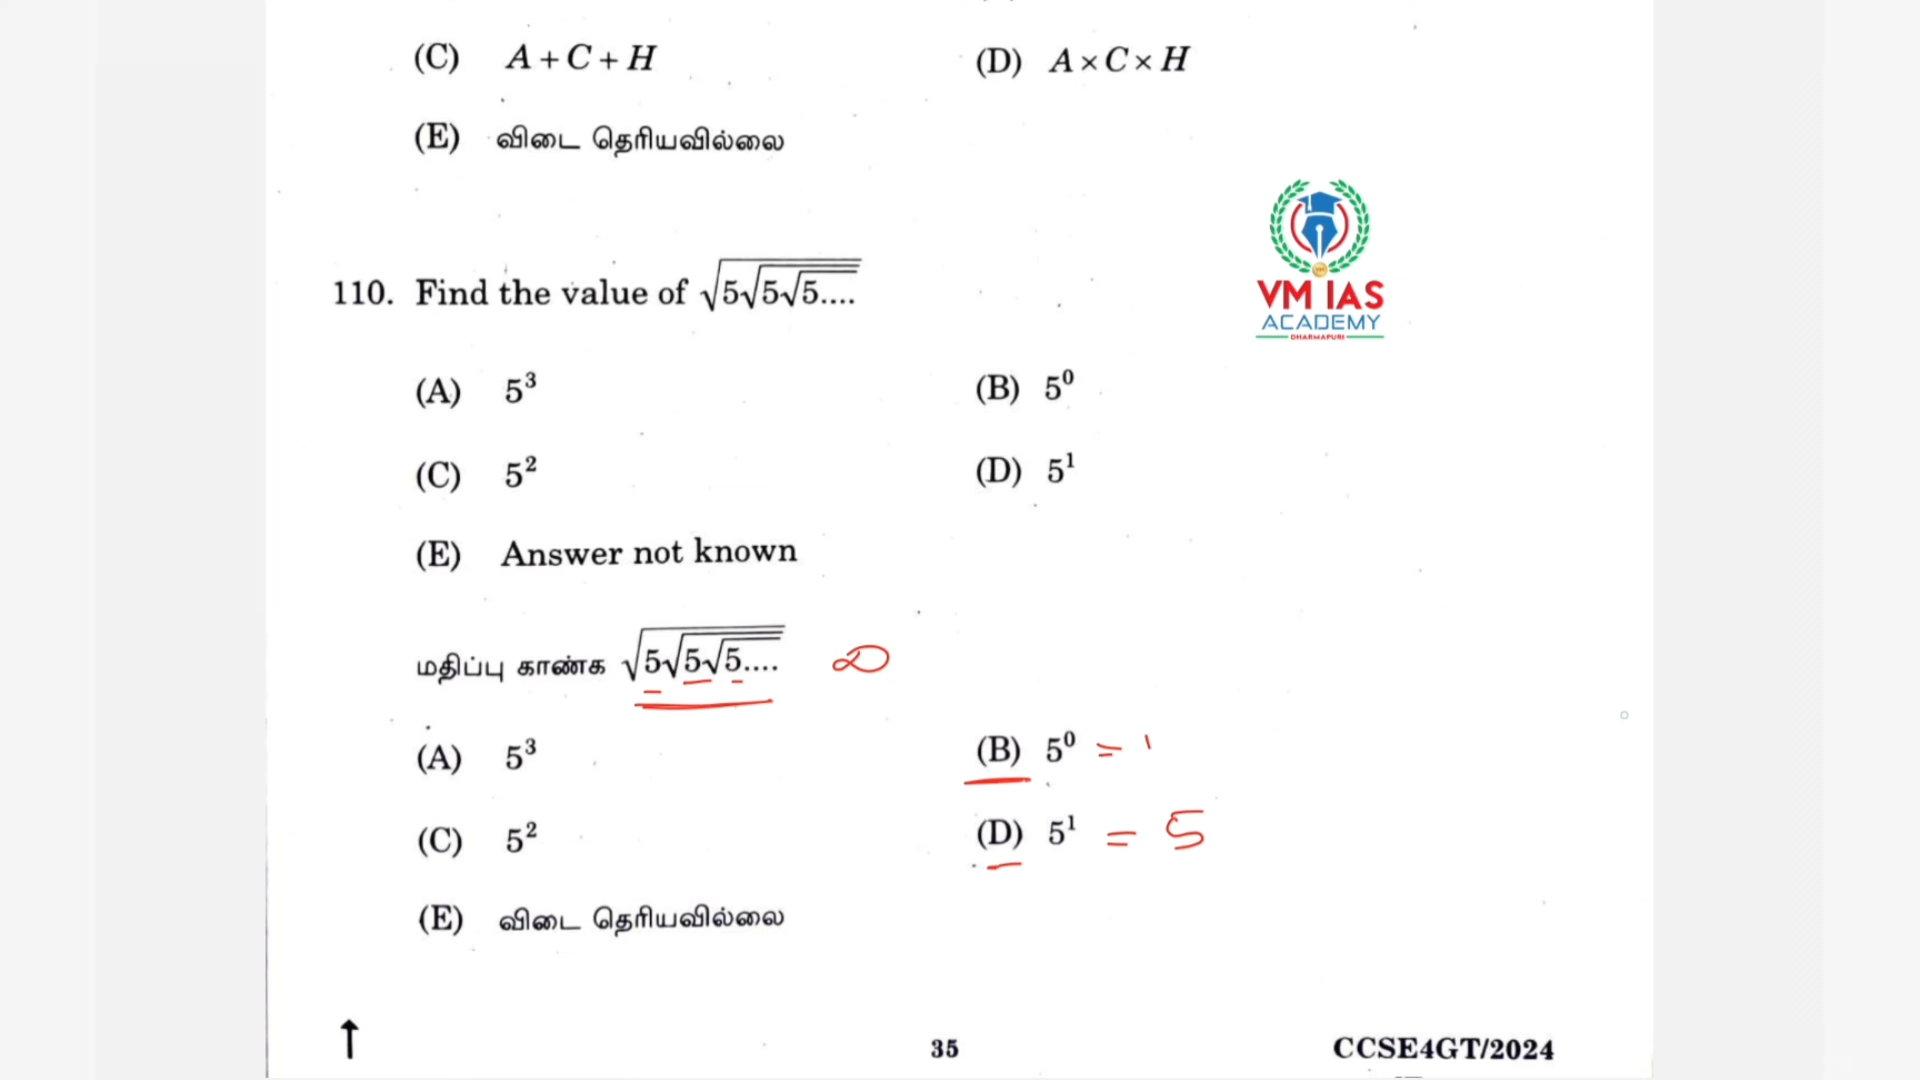 (C) A + C + H (D) A × C × H
(E) விடை தெரியவில்லை
VM IAS
ACADEMY
DHARMAPURI
110. Find the value of √5√5√5....
(A) 5³ (B) 5⁰
(C) 5² (D) 5¹
(E) Answer not known
மதிப்பு காண்க √5√5√5.... ∞
(A) 5³ (B) 5⁰ = 1
(C) 5² (D) 5¹ = 5
(E) விடை தெரியவில்லை
↑ 35 CCSE4GT/2024